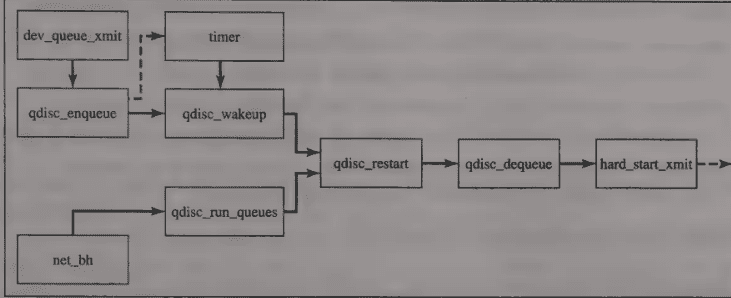 dev_queue_xmit
timer
qdisc_enqueue
qdisc_wakeup
qdisc_restart
qdisc_dequeue
hard_start_xmit
qdisc_run_queues
net_bh